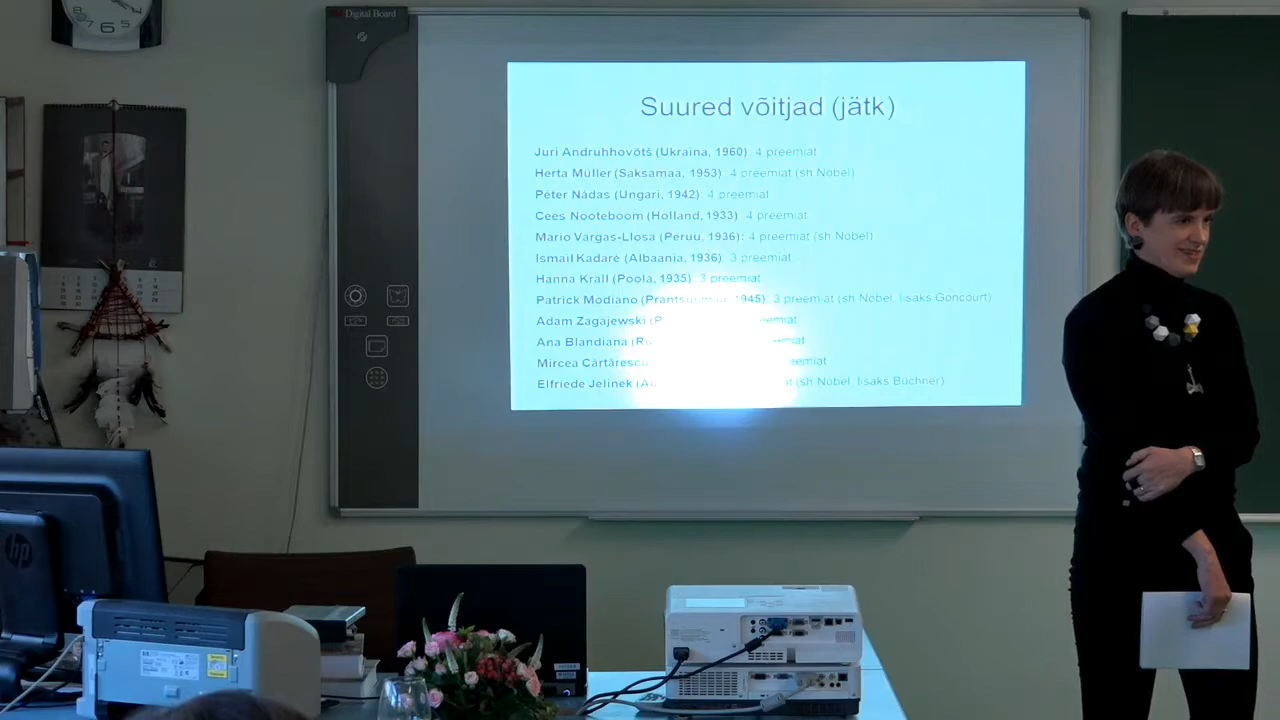 Digital Board
Suured võitjad (jätk)
Juri Andruhhovõtš (Ukraina, 1960) 4 preemiat
Herta Müller (Saksamaa, 1953) 4 preemiat (sh Nobel)
Péter Nádas (Ungari, 1942) 4 preemiat
Cees Nooteboom (Holland, 1933) 4 preemiat
Mario Vargas-Llosa (Peruu, 1936): 4 preemiat (sh Nobel)
Ismail Kadare (Albaania, 1936) 3 preemiat
Hanna Krall (Poola, 1935) 3 preemiat
Patrick Modiano 1945) 3 preemiat (sh Nobel, lisaks Goncourt)
Adam Zagajewski
Ana Blandiana
Mircea Cărtărescu
Elfriede Jelinek (sh Nobel, lisaks Büchner)
hp